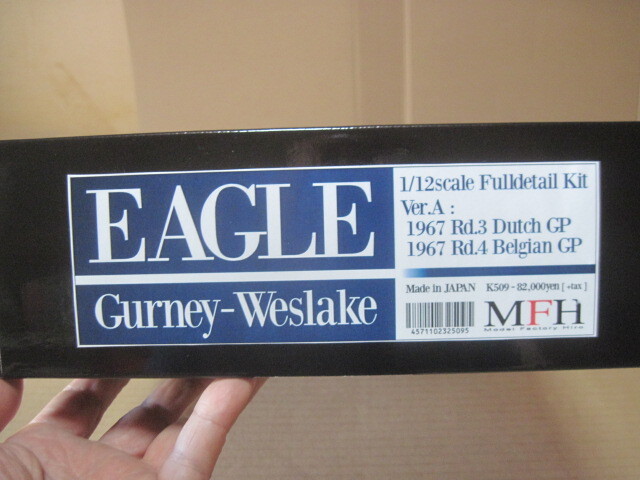 EAGLE
Gurney-Weslake
1/12scale Fulldetail Kit
Ver.A :
1967 Rd.3 Dutch GP
1967 Rd.4 Belgian GP
Made in JAPAN K509 - 82,000yen [ +tax ]
4571102325095
MFH
Model Factory Hiro